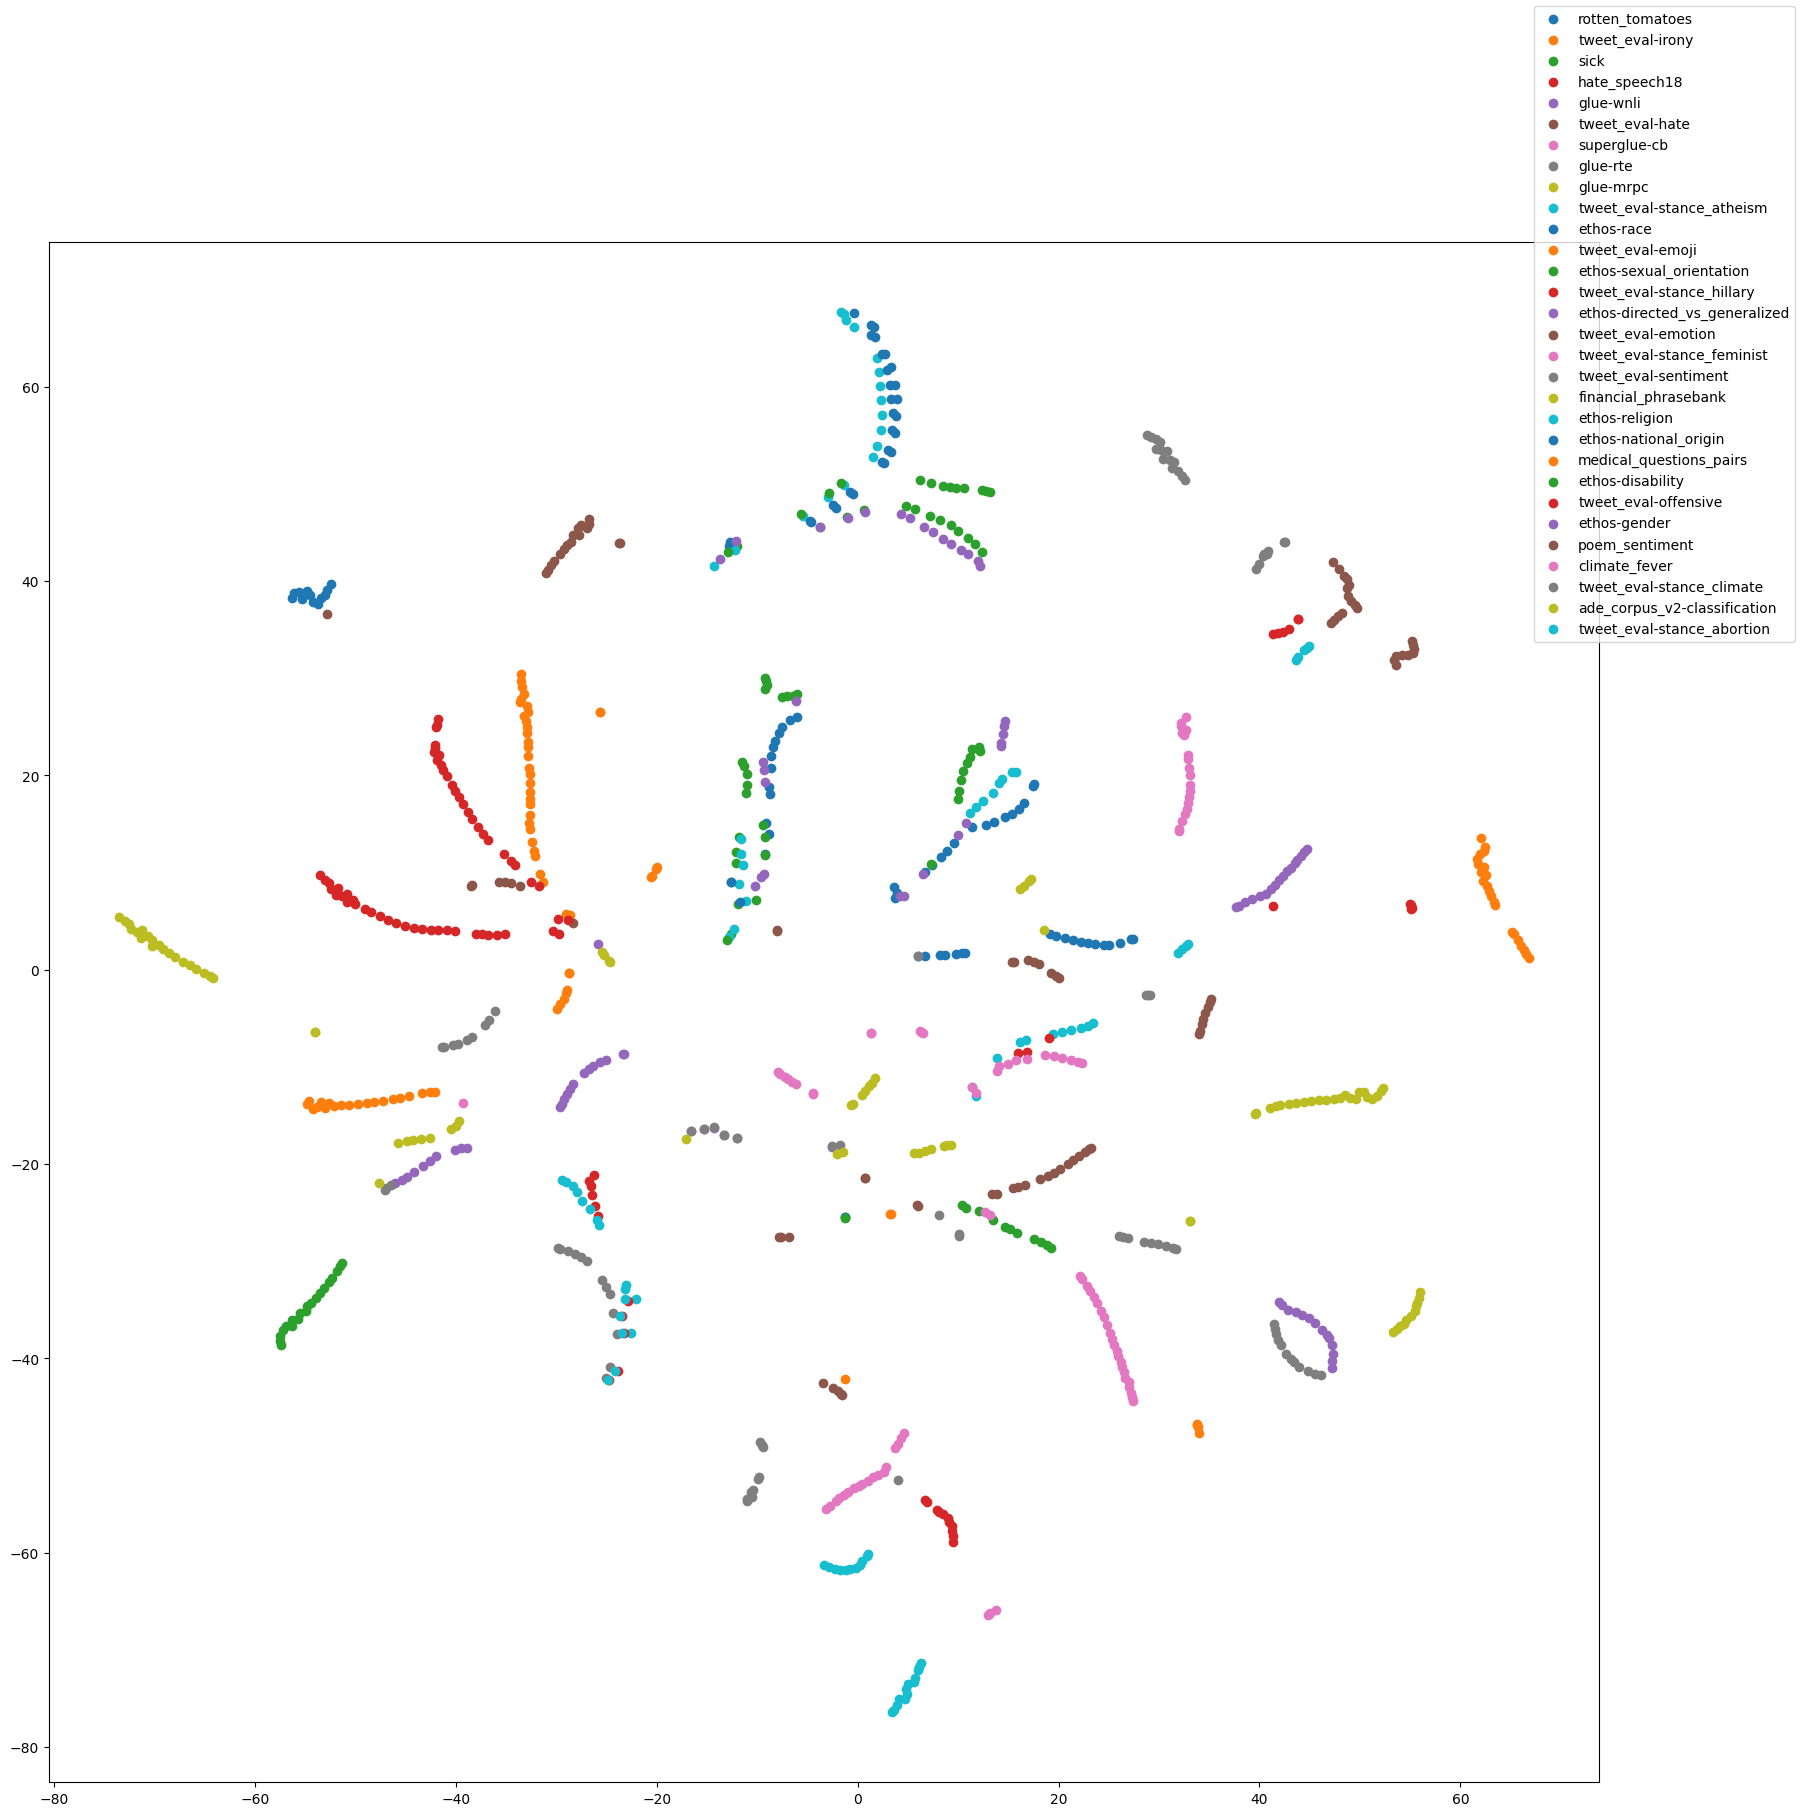 rotten_tomatoes
tweet_eval-irony
sick
hate_speech18
glue-wnli
tweet_eval-hate
superglue-cb
glue-rte
glue-mrpc
tweet_eval-stance_atheism
ethos-race
tweet_eval-emoji
ethos-sexual_orientation
tweet_eval-stance_hillary
ethos-directed_vs_generalized
tweet_eval-emotion
tweet_eval-stance_feminist
tweet_eval-sentiment
financial_phrasebank
ethos-religion
ethos-national_origin
medical_questions_pairs
ethos-disability
tweet_eval-offensive
ethos-gender
poem_sentiment
climate_fever
tweet_eval-stance_climate
ade_corpus_v2-classification
tweet_eval-stance_abortion
60
40
20
0
−20
−40
−60
−80
−80 −60 −40 −20 0 20 40 60